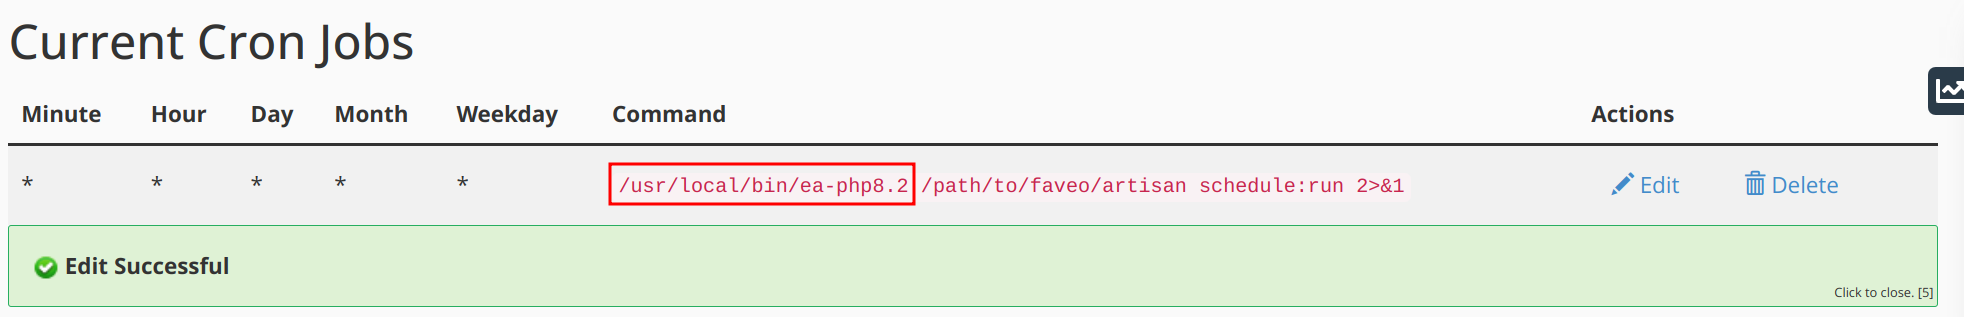 Current Cron Jobs
Minute Hour Day Month Weekday Command Actions
* * * * * /usr/local/bin/ea-php8.2 /path/to/faveo/artisan schedule:run 2>&1 Edit Delete
Edit Successful
Click to close. [5]